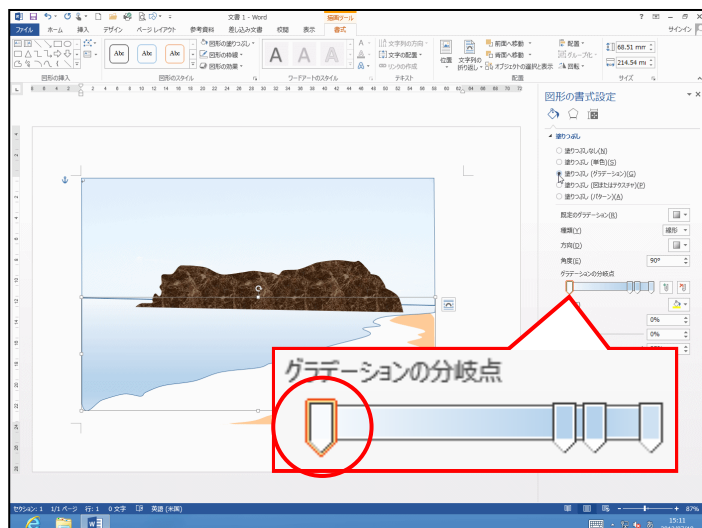 文書 1 - Word
描画ツール
ファイル ホーム 挿入 デザイン ページ レイアウト 参考資料 差し込み文書 校閲 表示 書式
サインイン
図形の塗りつぶし
図形の枠線
図形の効果
Abc Abc Abc
A A A
文字列の方向
文字の配置
リンクの作成
位置
文字列の
折り返し
前面へ移動
背面へ移動
オブジェクトの選択と表示
配置
グループ化
回転
68.51 mm
214.54 mm
図形の挿入 図形のスタイル ワードアートのスタイル テキスト 配置 サイズ
図形の書式設定
塗りつぶし
塗りつぶしなし(N)
塗りつぶし (単色)(S)
塗りつぶし (グラデーション)(G)
塗りつぶし (図またはテクスチャ)(P)
塗りつぶし (パターン)(A)
既定のグラデーション(R)
種類(Y) 線形
方向(D)
角度(E) 90°
グラデーションの分岐点
0%
0%
グラデーションの分岐点
セクション: 1 1/1 ページ 行: 1 0 文字 英語 (米国)
87%
15:11